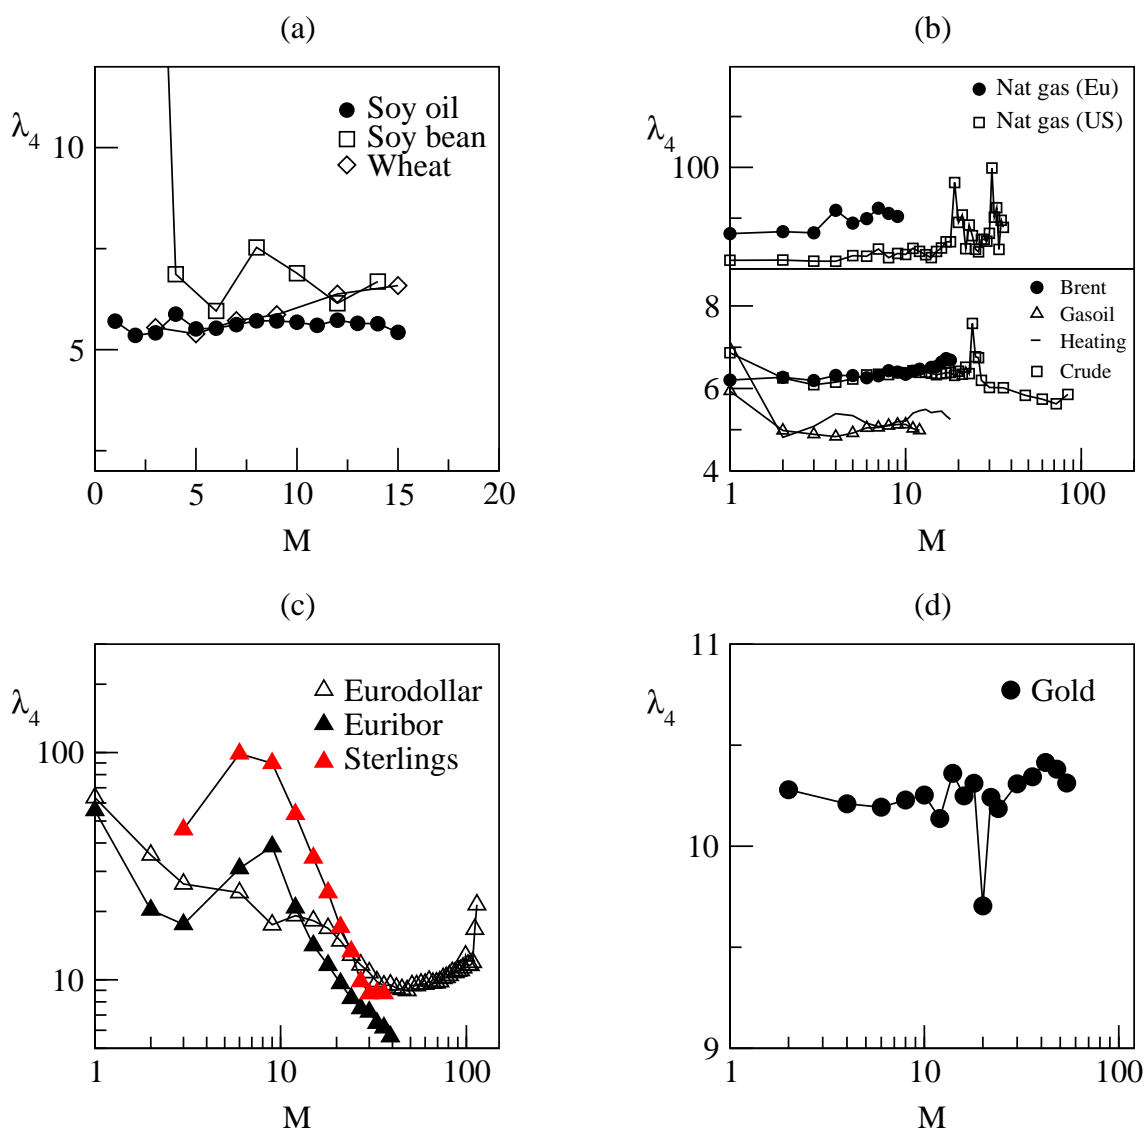 (a)
λ4
10
5
Soy oil
Soy bean
Wheat
0 5 10 15 20
M
(b)
λ4
100
Nat gas (Eu)
Nat gas (US)
8
6
4
Brent
Gasoil
Heating
Crude
1 10 100
M
(c)
λ4
100
10
Eurodollar
Euribor
Sterlings
1 10 100
M
(d)
λ4
11
10
9
Gold
1 10 100
M